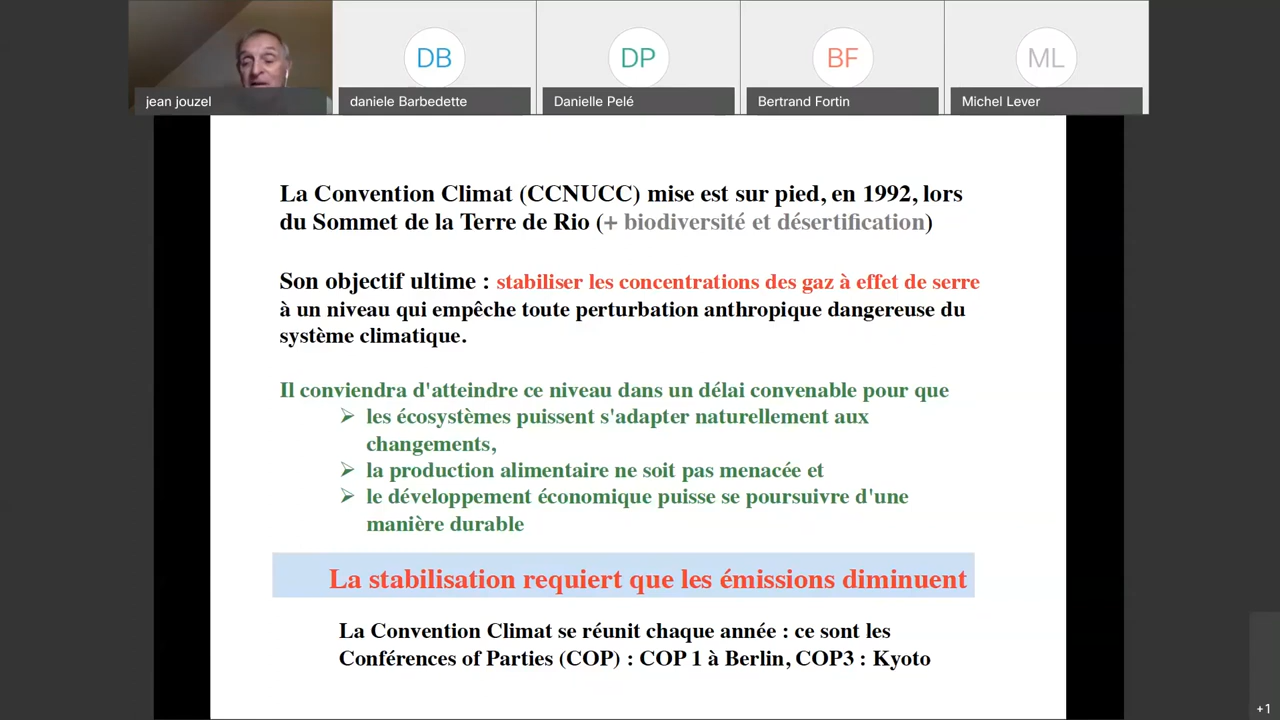 DB
DP
BF
ML
jean jouzel
daniele Barbedette
Danielle Pelé
Bertrand Fortin
Michel Lever
La Convention Climat (CCNUCC) mise est sur pied, en 1992, lors
du Sommet de la Terre de Rio (+ biodiversité et désertification)
Son objectif ultime : stabiliser les concentrations des gaz à effet de serre
à un niveau qui empêche toute perturbation anthropique dangereuse du
système climatique.
Il conviendra d'atteindre ce niveau dans un délai convenable pour que
➢ les écosystèmes puissent s'adapter naturellement aux
changements,
➢ la production alimentaire ne soit pas menacée et
➢ le développement économique puisse se poursuivre d'une
manière durable
La stabilisation requiert que les émissions diminuent
La Convention Climat se réunit chaque année : ce sont les
Conférences of Parties (COP) : COP 1 à Berlin, COP3 : Kyoto
+1